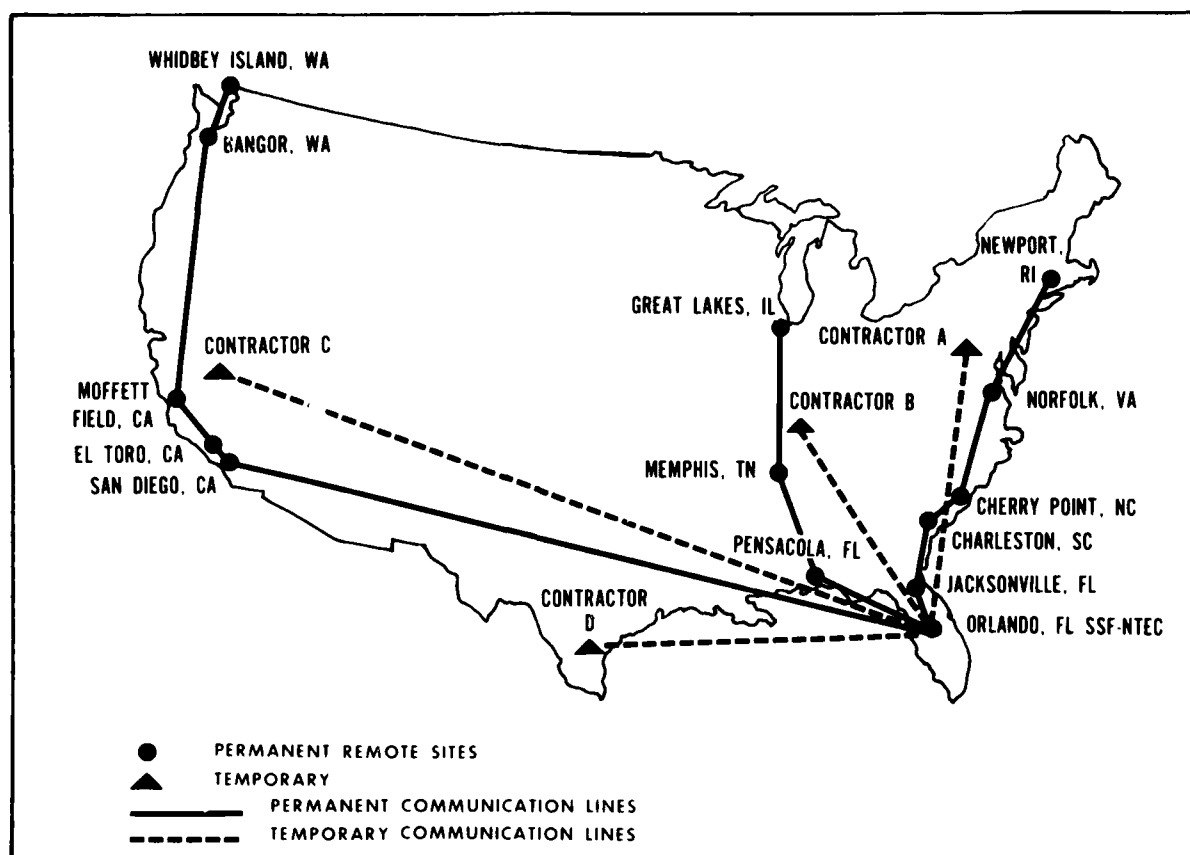 WHIDBEY ISLAND, WA
BANGOR, WA
NEWPORT,
RI
GREAT LAKES, IL
CONTRACTOR A
CONTRACTOR C
MOFFETT
FIELD, CA
CONTRACTOR B
NORFOLK, VA
EL TORO, CA
SAN DIEGO, CA
MEMPHIS, TN
CHERRY POINT, NC
PENSACOLA, FL
CHARLESTON, SC
JACKSONVILLE, FL
CONTRACTOR
D
ORLANDO, FL SSF-NTEC
PERMANENT REMOTE SITES
TEMPORARY
PERMANENT COMMUNICATION LINES
TEMPORARY COMMUNICATION LINES